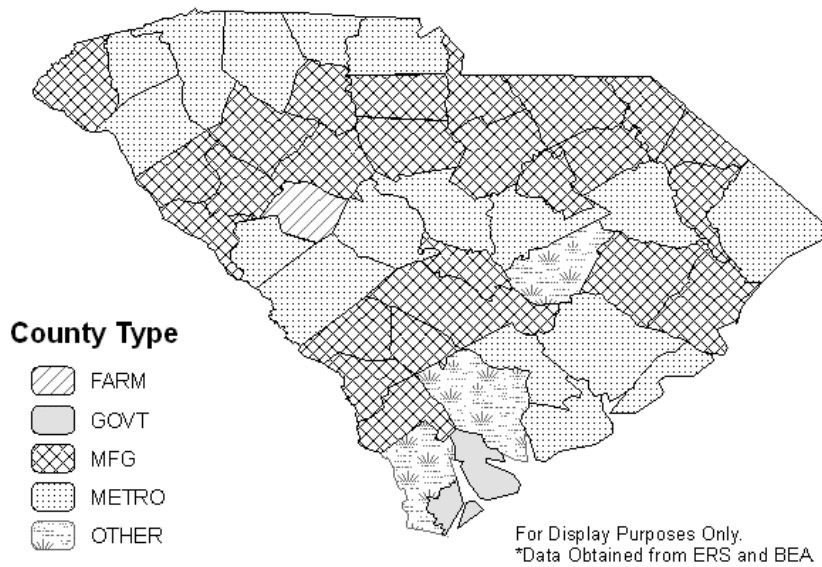 County Type
FARM
GOVT
MFG
METRO
OTHER
For Display Purposes Only.
*Data Obtained from ERS and BEA